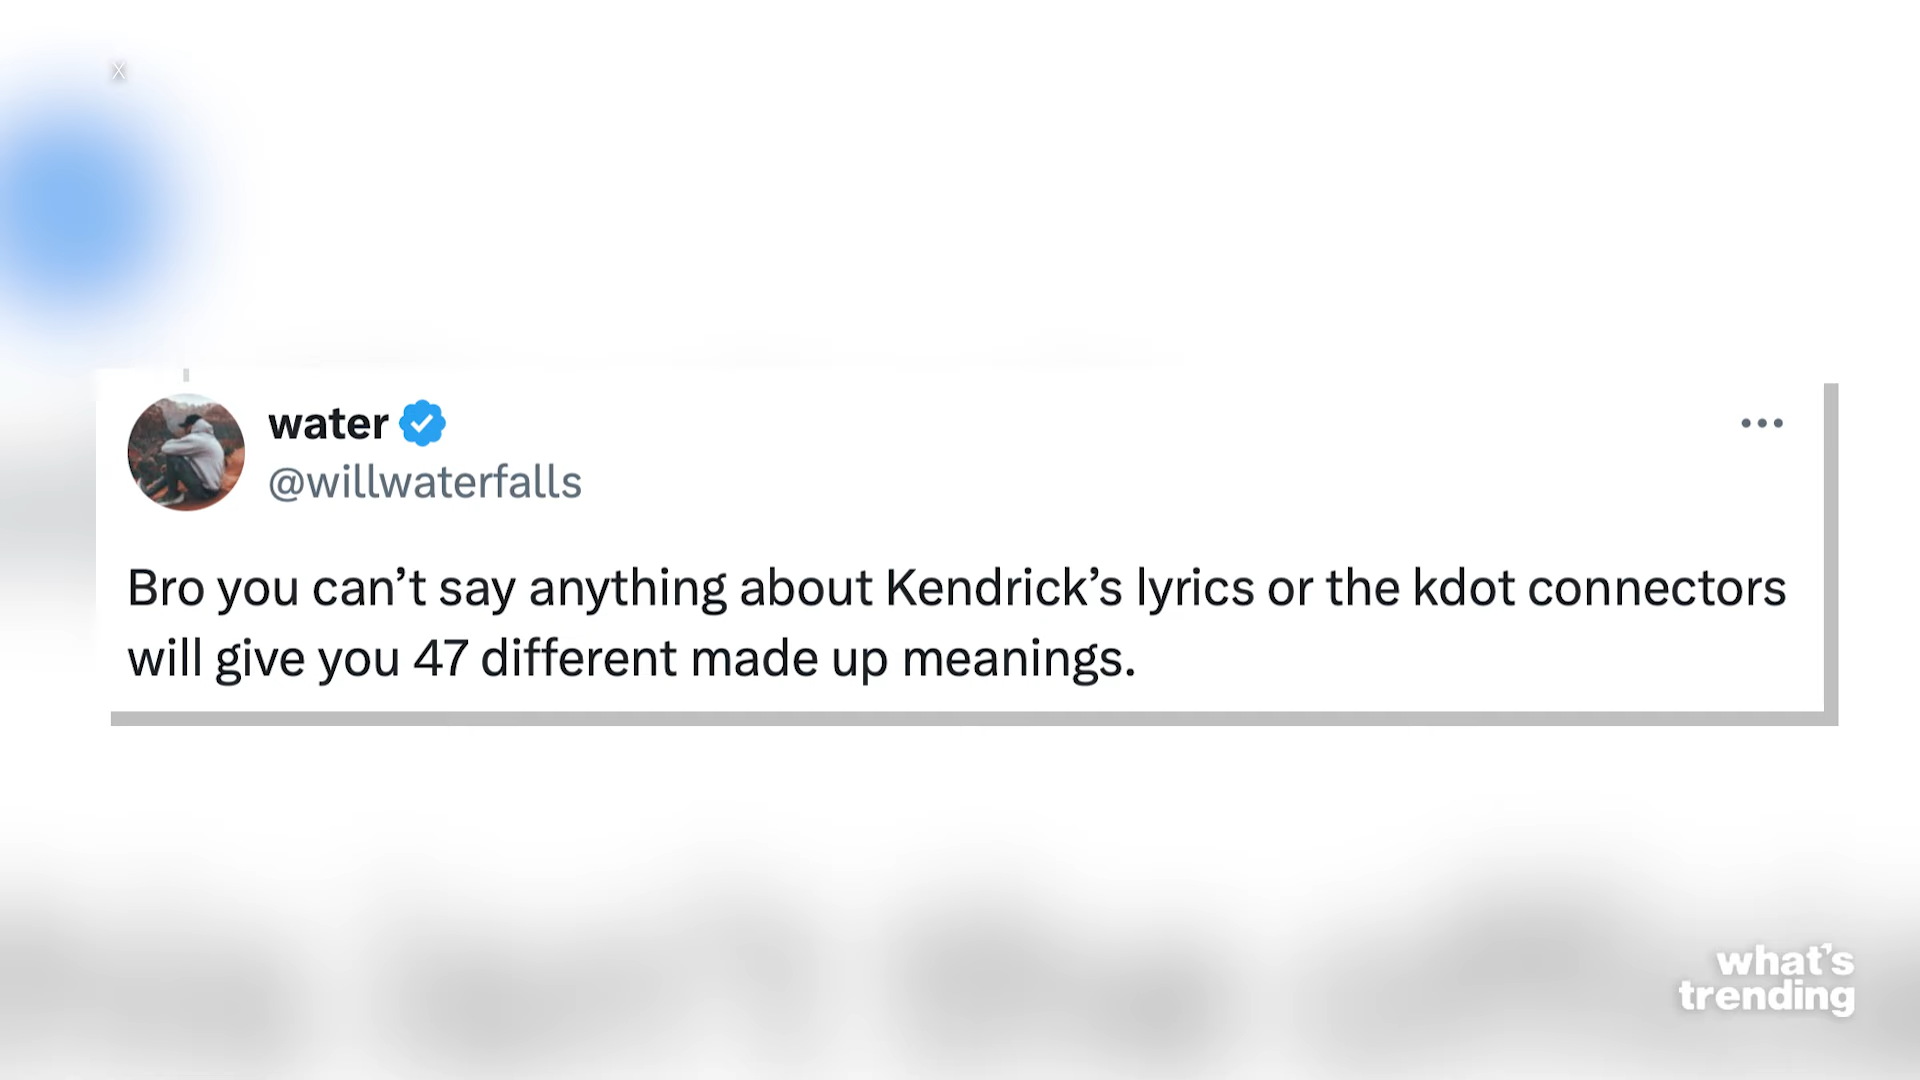 X
water
@willwaterfalls
Bro you can’t say anything about Kendrick’s lyrics or the kdot connectors
will give you 47 different made up meanings.
what's
trending